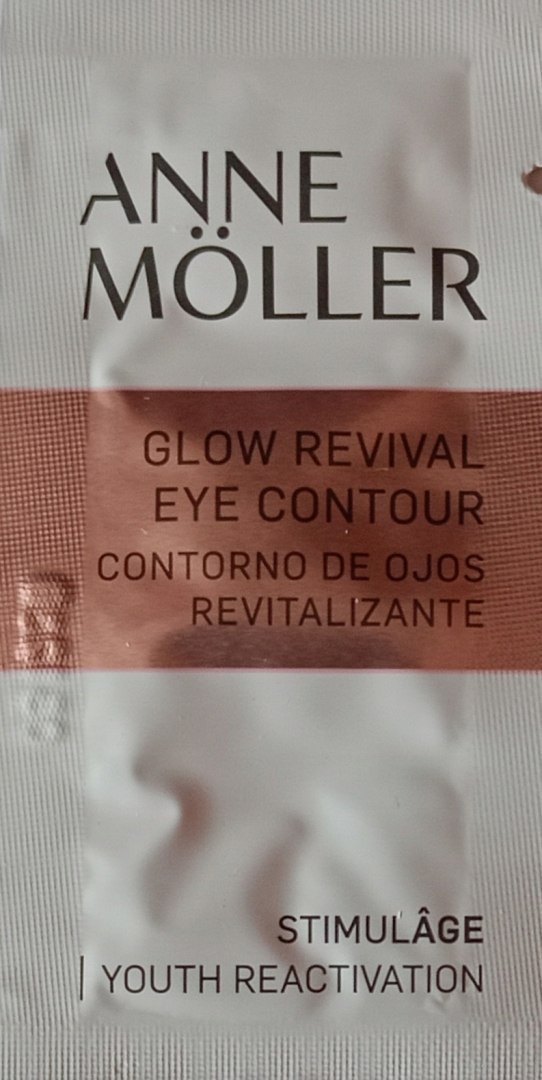 ANNE
MÖLLER
GLOW REVIVAL
EYE CONTOUR
CONTORNO DE OJOS
REVITALIZANTE
STIMULÂGE
| YOUTH REACTIVATION